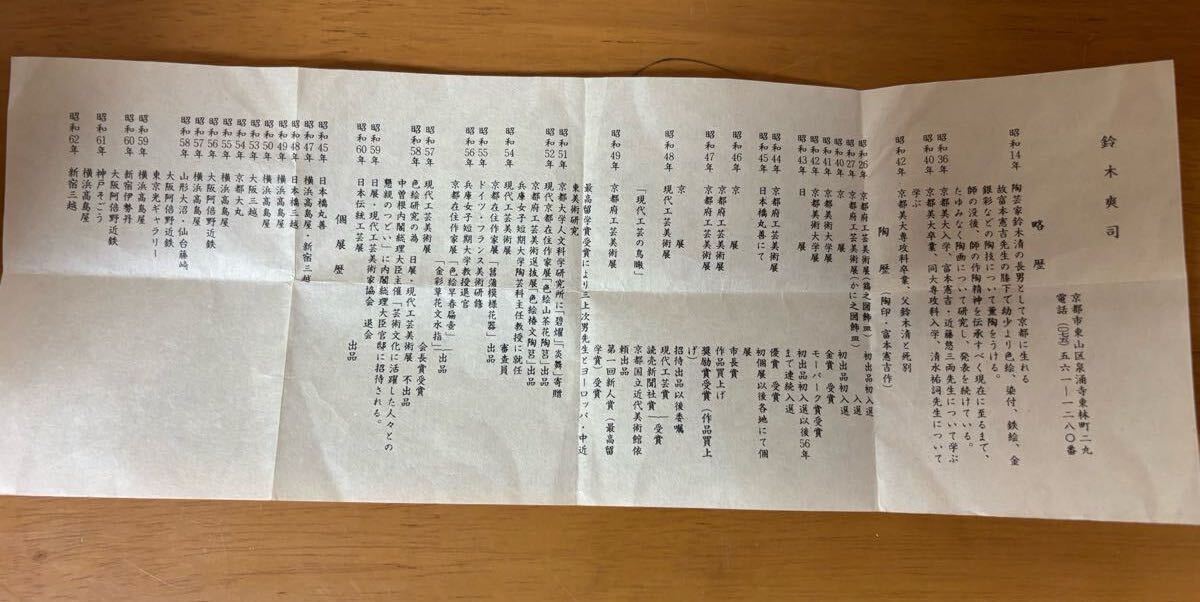 鈴木爽司
京都市東山区泉涌寺東林町二九
電話(〇七五)五六一―一二八〇番
略歴
昭和14年 陶芸家鈴木清の長男として京都に生れる
故富本憲吉先生の膝下で幼少より色絵、染付、鉄絵、金
銀彩などの陶技について薫陶をうける。
師の没後、師の作陶精神を伝承すべく現在に至るまで、
たゆみなく陶画について研究し、発表を続けている。
昭和36年 京都美大入学、富本憲吉・近藤悠三両先生について学ぶ
昭和40年 京都美大卒業、同大専攻科入学、清水祐詞先生について
学ぶ
昭和42年 京都美大専攻科卒業、父鈴木清と死別
陶歴 (陶印・富本憲吉作)
昭和26年 京都府工芸美術展(鶏之図飾皿) 初出品初入選
昭和27年 京都府工芸美術展(かに之図飾皿) 入選
昭和40年 日展 初出品初入選
昭和41年 京都美術大学展 金賞受賞
昭和42年 京都美術大学展 モーパーク賞受賞
昭和43年 日展 初出品初入選以後56年
まで連続入選
昭和44年 京都府工芸美術展 優賞受賞
昭和45年 日本橋丸善にて 初個展以後各地にて個
展
昭和46年 京展 市長賞
京都府工芸美術展 作品買上げ
昭和47年 京都府工芸美術展 奨励賞受賞(作品買上
げ)
京展 招待出品以後委嘱
昭和48年 現代工芸美術展 現代工芸賞 受賞
読売新聞社賞
「現代工芸の鳥瞰」 京都国立近代美術館依
頼出品
昭和49年 京都府工芸美術展 第一回新人賞(最高留
学賞)受賞
最高留学賞受賞により三上次男先生とヨーロッパ・中近
東美術研究
昭和51年 京都大学人文科学研究所に「碧燿」「炎舞」寄贈
昭和52年 現代京都在住作家展「色絵山茶花陶筥」出品
京都府工芸美術選抜展「色絵椿文陶筥」出品
兵庫女子短期大学陶芸科主任教授に就任
昭和54年 現代工芸美術展 審査員
京都在住作家展「菖蒲模様花器」出品
昭和55年 ドイツ・フランス美術研修
昭和56年 兵庫女子短期大学教授退官
京都在住作家展「色絵早春扁壺」出品
「金彩草花文水指」
昭和57年 現代工芸美術展 会長賞受賞
昭和58年 色絵研究の為 日展・現代工芸美術展 不出品
中曽根内閣総理大臣主催「芸術文化に活躍した人々との
懇親のつどい」に内閣総理大臣官邸に招待される。
昭和59年 日展・現代工芸美術家協会 退会
昭和60年 日本伝統工芸展 出品
個展歴
昭和45年 日本橋丸善
昭和47年 横浜高島屋・新宿三越
昭和48年 日本橋三越
昭和49年 横浜高島屋
昭和50年 横浜高島屋
昭和53年 大阪三越
昭和54年 京都大丸
昭和55年 横浜高島屋
昭和56年 大阪阿倍野近鉄
昭和57年 横浜高島屋
昭和58年 山形大沼・仙台藤崎
大阪阿倍野近鉄
東京光ギャラリー
昭和59年 横浜高島屋
昭和60年 新宿伊勢丹
大阪阿倍野近鉄
昭和61年 神戸そごう
横浜高島屋
昭和62年 新宿三越